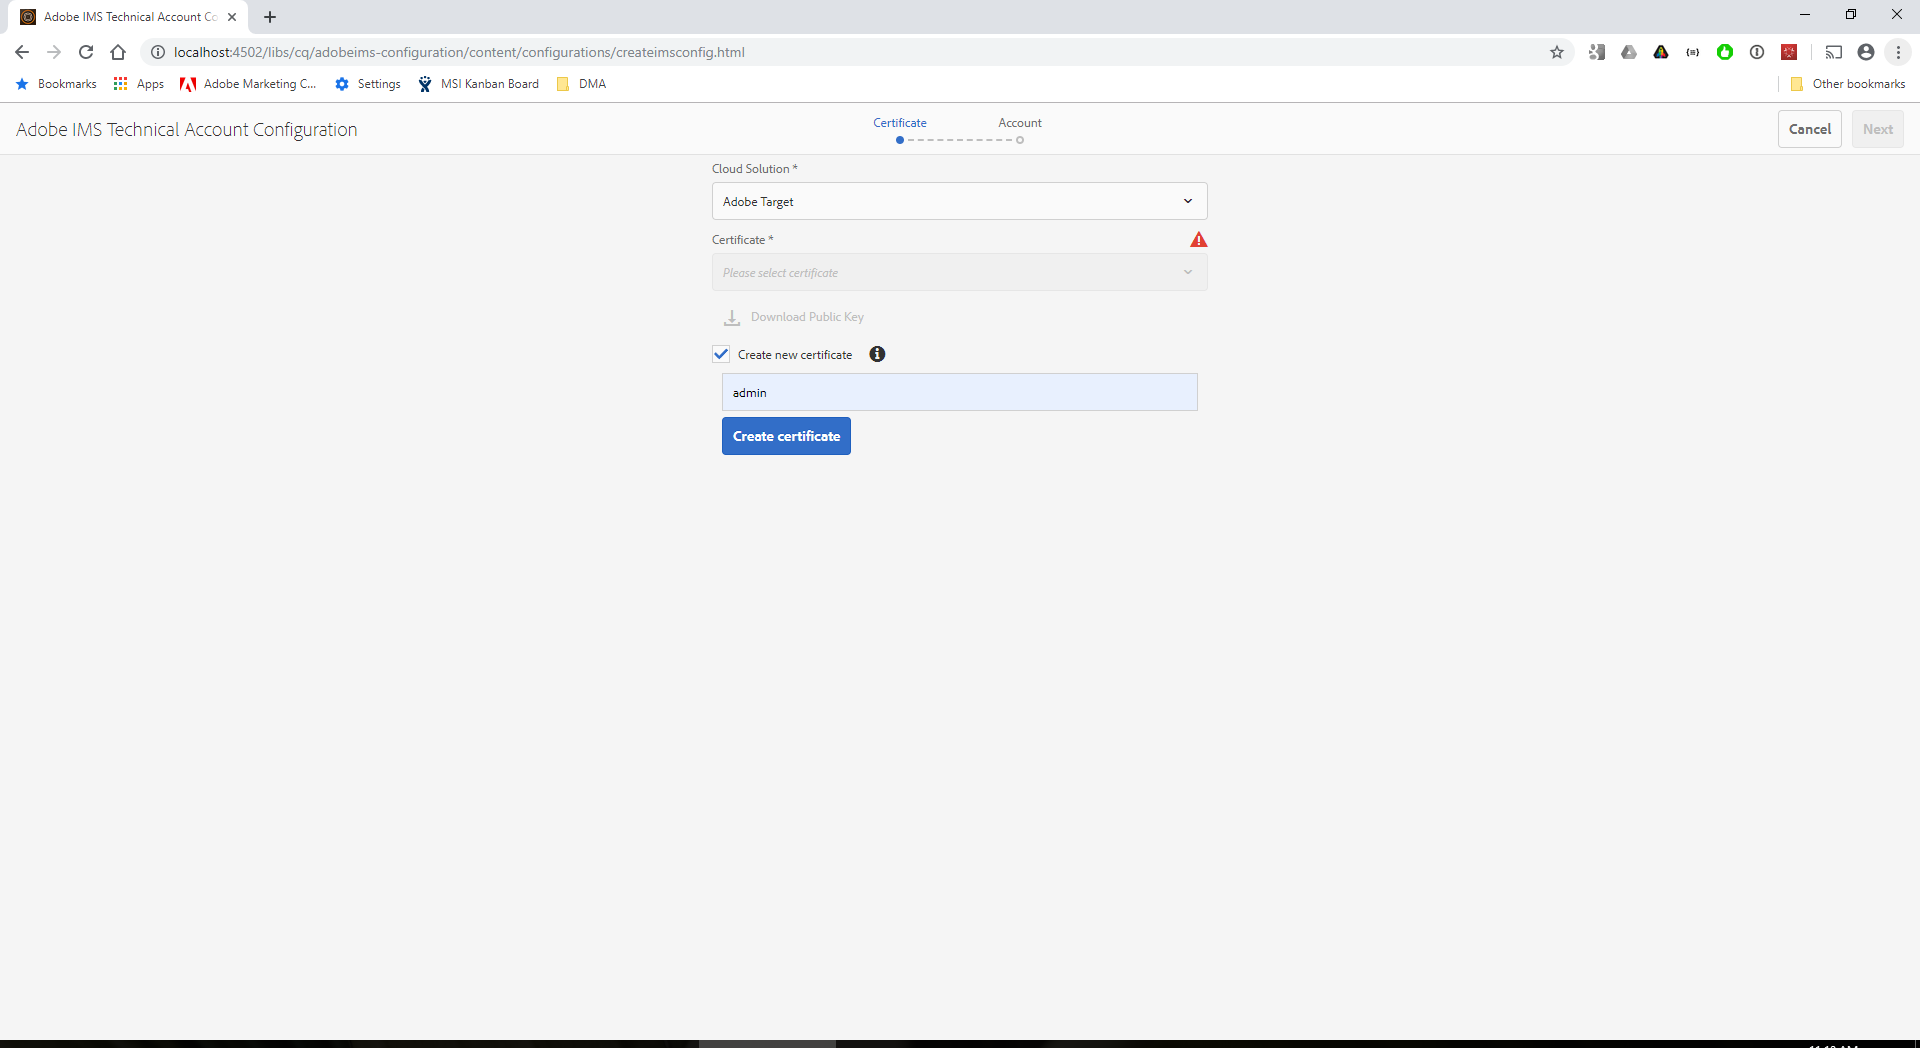 Adobe IMS Technical Account Co
localhost:4502/libs/cq/adobeims-configuration/content/configurations/createimsconfig.html
Bookmarks Apps Adobe Marketing C... Settings MSI Kanban Board DMA Other bookmarks
Adobe IMS Technical Account Configuration
Certificate Account
Cancel Next
Cloud Solution *
Adobe Target
Certificate *
Please select certificate
Download Public Key
Create new certificate
admin
Create certificate